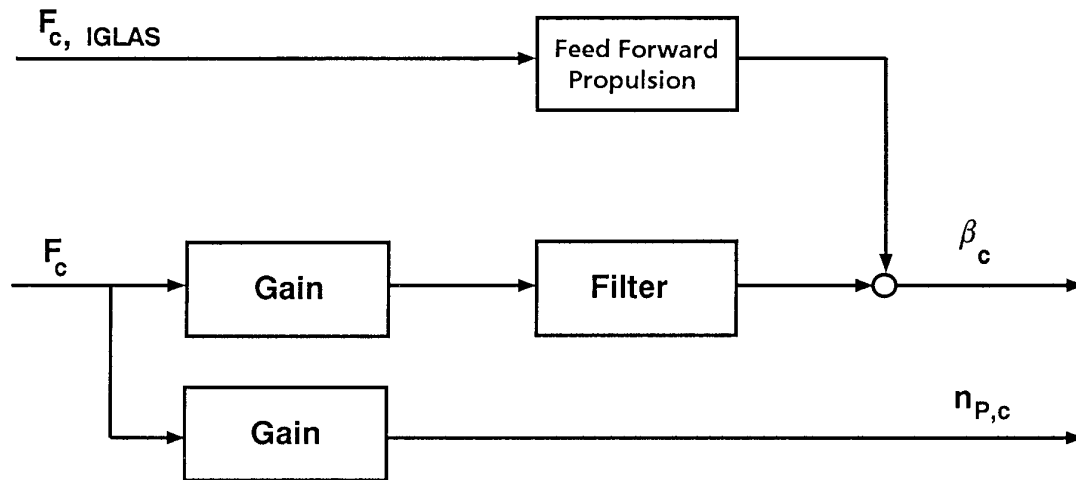 F_c, IGLAS
Feed Forward
Propulsion
F_c
Gain
Filter
β_c
Gain
n_P,c